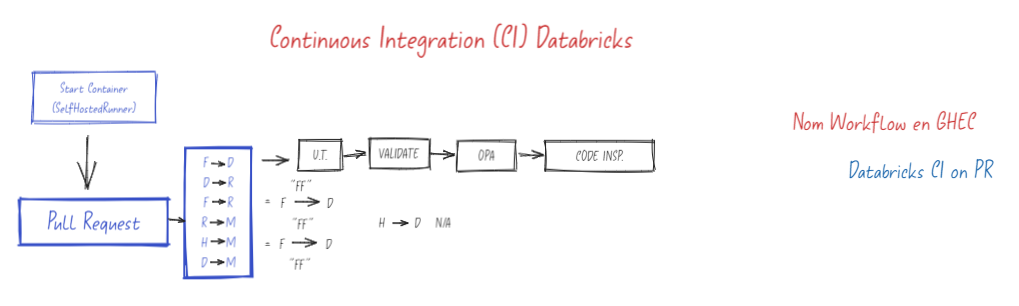 Continuous Integration (CI) Databricks
Start Container
(SelfHostedRunner)
Nom Workflow en GHEC
Databricks CI on PR
Pull Request
F → D
D → R
F → R
R → M
H → M
D → M
U.T.
VALIDATE
OPA
CODE INSP.
"FF"
= F → D
"FF"
= F → D
"FF"
H → D N/A